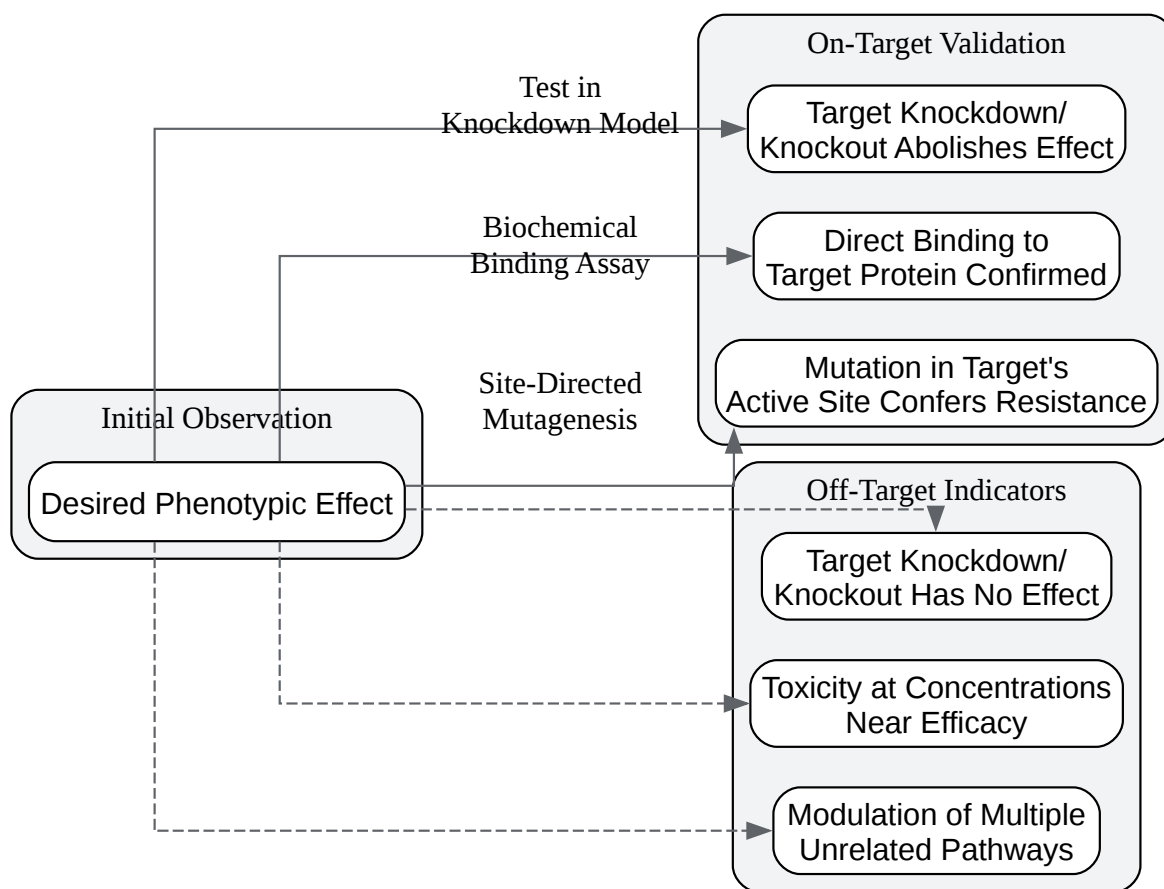 On-Target Validation
Test in
Knockdown Model
Target Knockdown/
Knockout Abolishes Effect
Biochemical
Binding Assay
Direct Binding to
Target Protein Confirmed
Site-Directed
Mutagenesis
Mutation in Target's
Active Site Confers Resistance
Initial Observation
Desired Phenotypic Effect
Off-Target Indicators
Target Knockdown/
Knockout Has No Effect
Toxicity at Concentrations
Near Efficacy
Modulation of Multiple
Unrelated Pathways